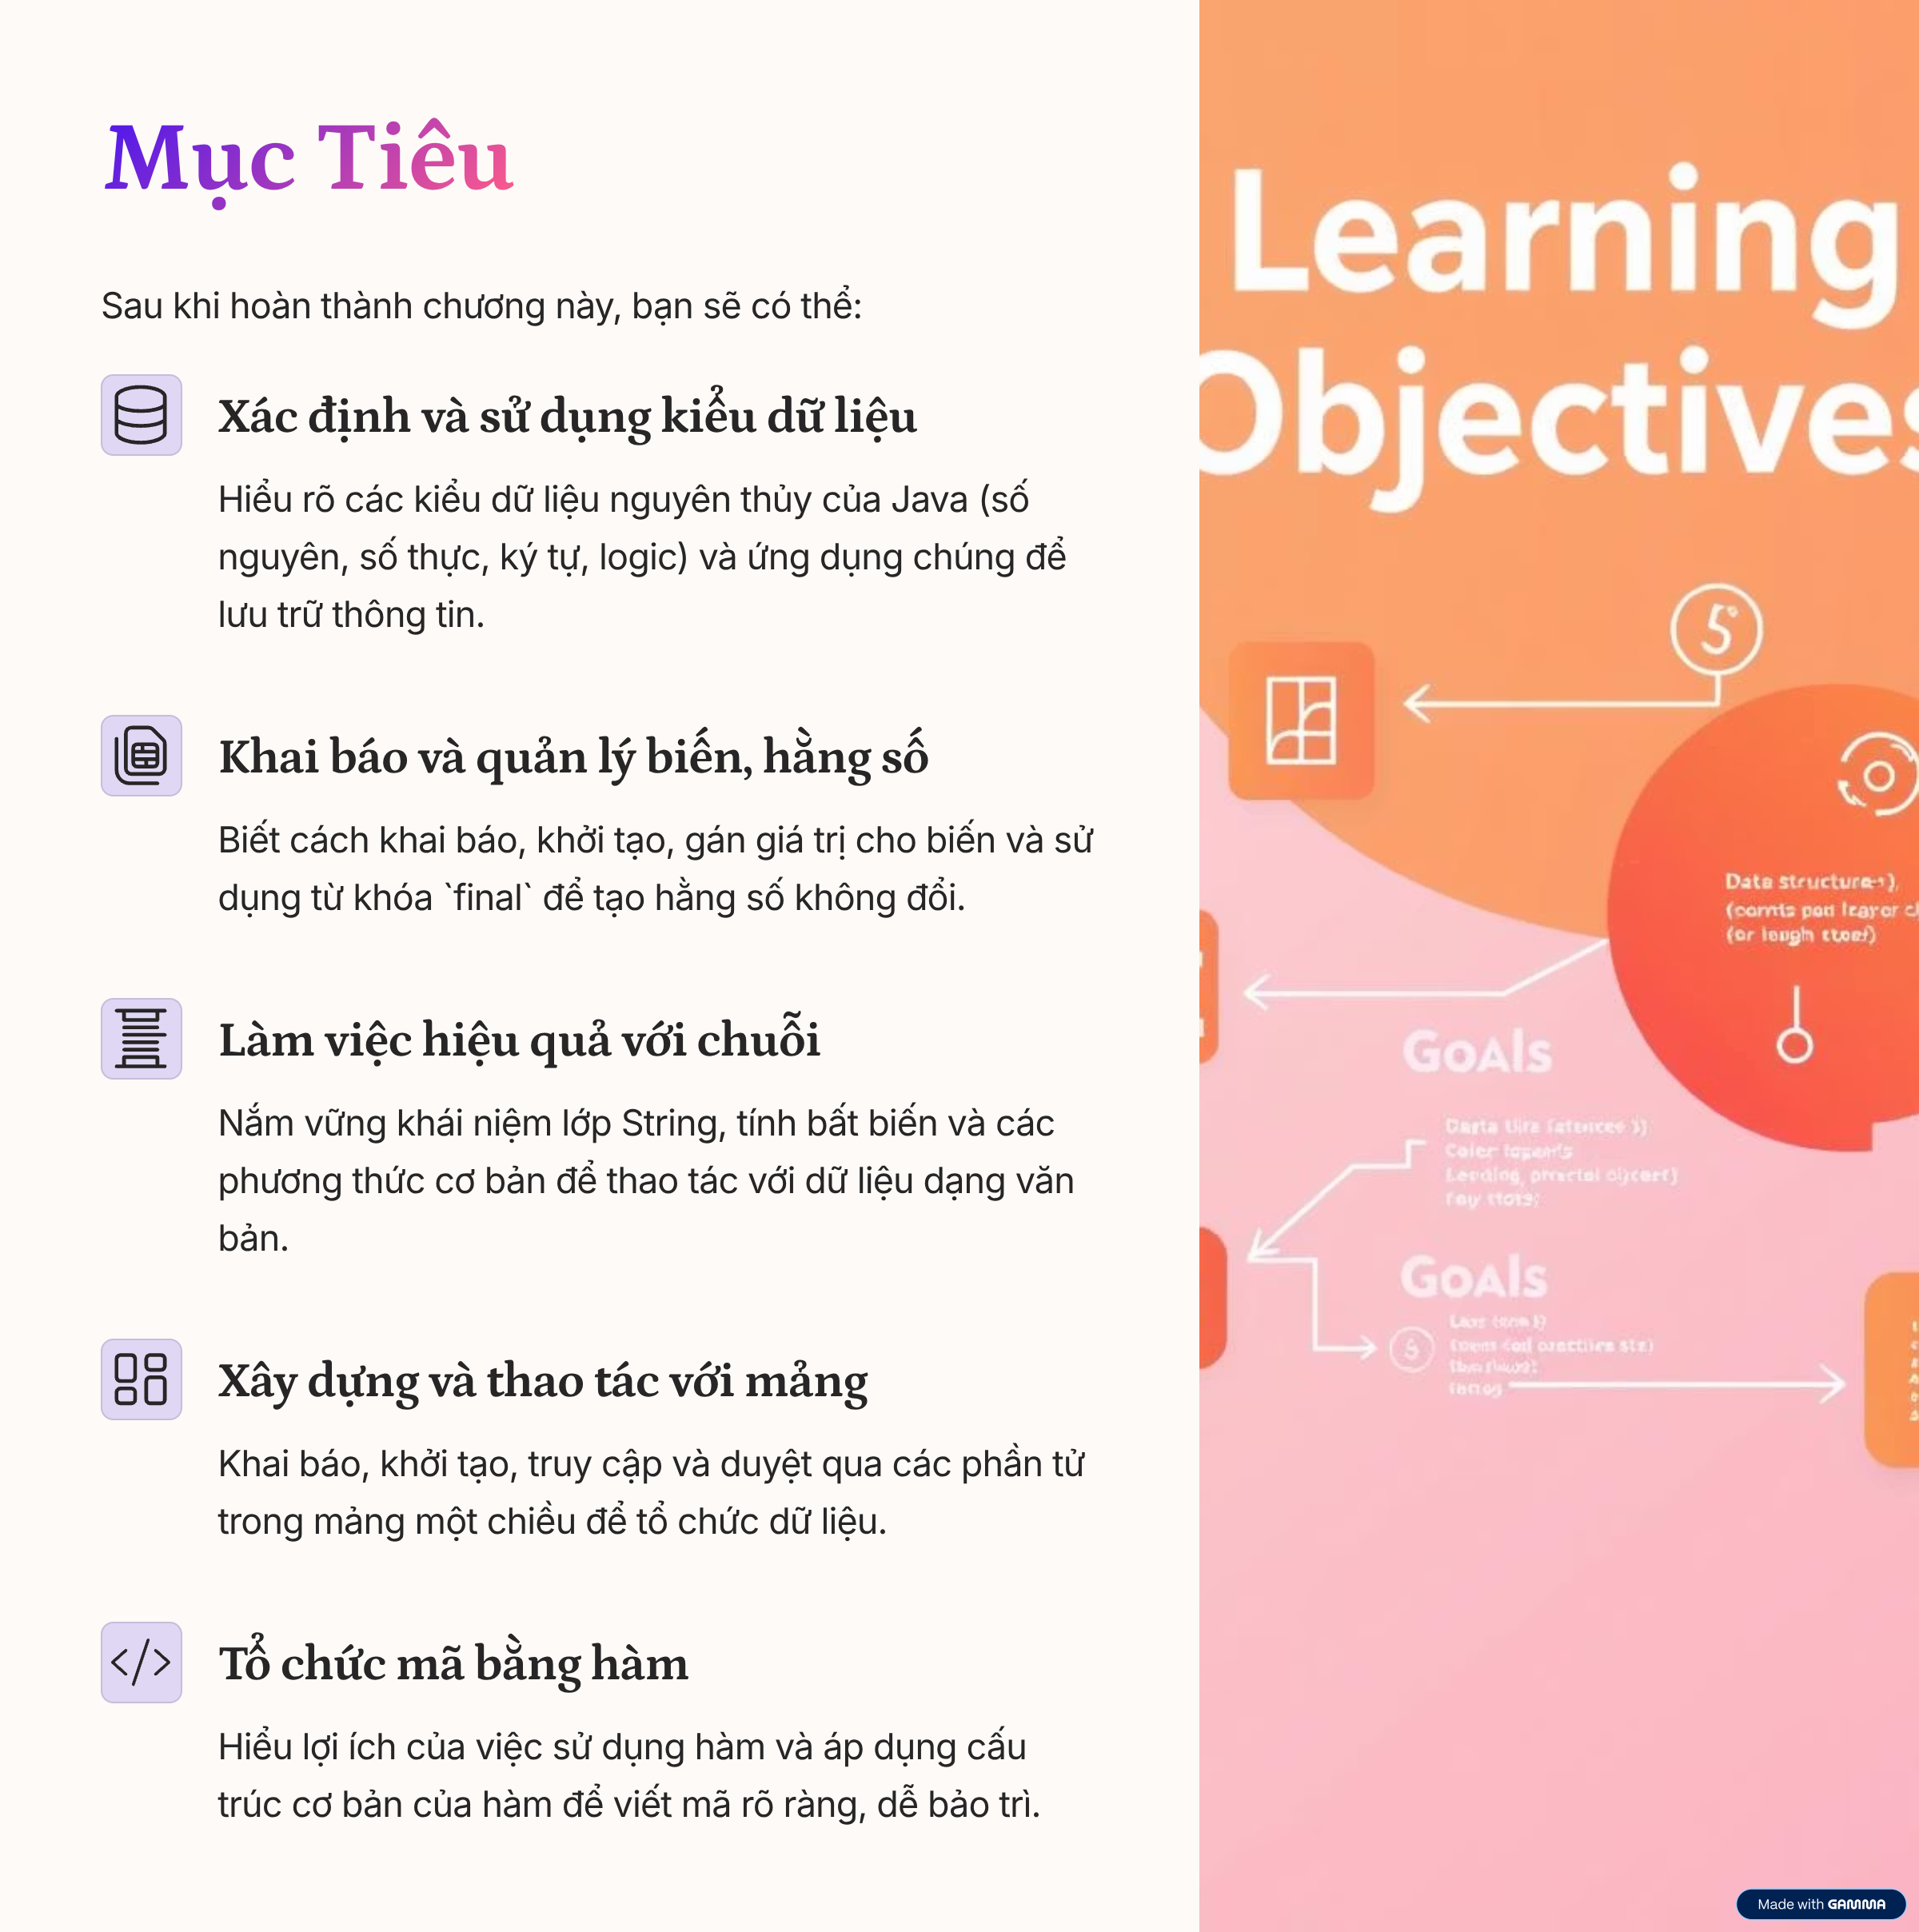 Mục Tiêu
Sau khi hoàn thành chương này, bạn sẽ có thể:
Xác định và sử dụng kiểu dữ liệu
Hiểu rõ các kiểu dữ liệu nguyên thủy của Java (số
nguyên, số thực, ký tự, logic) và ứng dụng chúng để
lưu trữ thông tin.
Khai báo và quản lý biến, hằng số
Biết cách khai báo, khởi tạo, gán giá trị cho biến và sử
dụng từ khóa `final` để tạo hằng số không đổi.
Làm việc hiệu quả với chuỗi
Nắm vững khái niệm lớp String, tính bất biến và các
phương thức cơ bản để thao tác với dữ liệu dạng văn
bản.
Xây dựng và thao tác với mảng
Khai báo, khởi tạo, truy cập và duyệt qua các phần tử
trong mảng một chiều để tổ chức dữ liệu.
Tổ chức mã bằng hàm
Hiểu lợi ích của việc sử dụng hàm và áp dụng cấu
trúc cơ bản của hàm để viết mã rõ ràng, dễ bảo trì.
Learning
Objectives
5
Data
GoAls
GoAls
Made with GAMMA